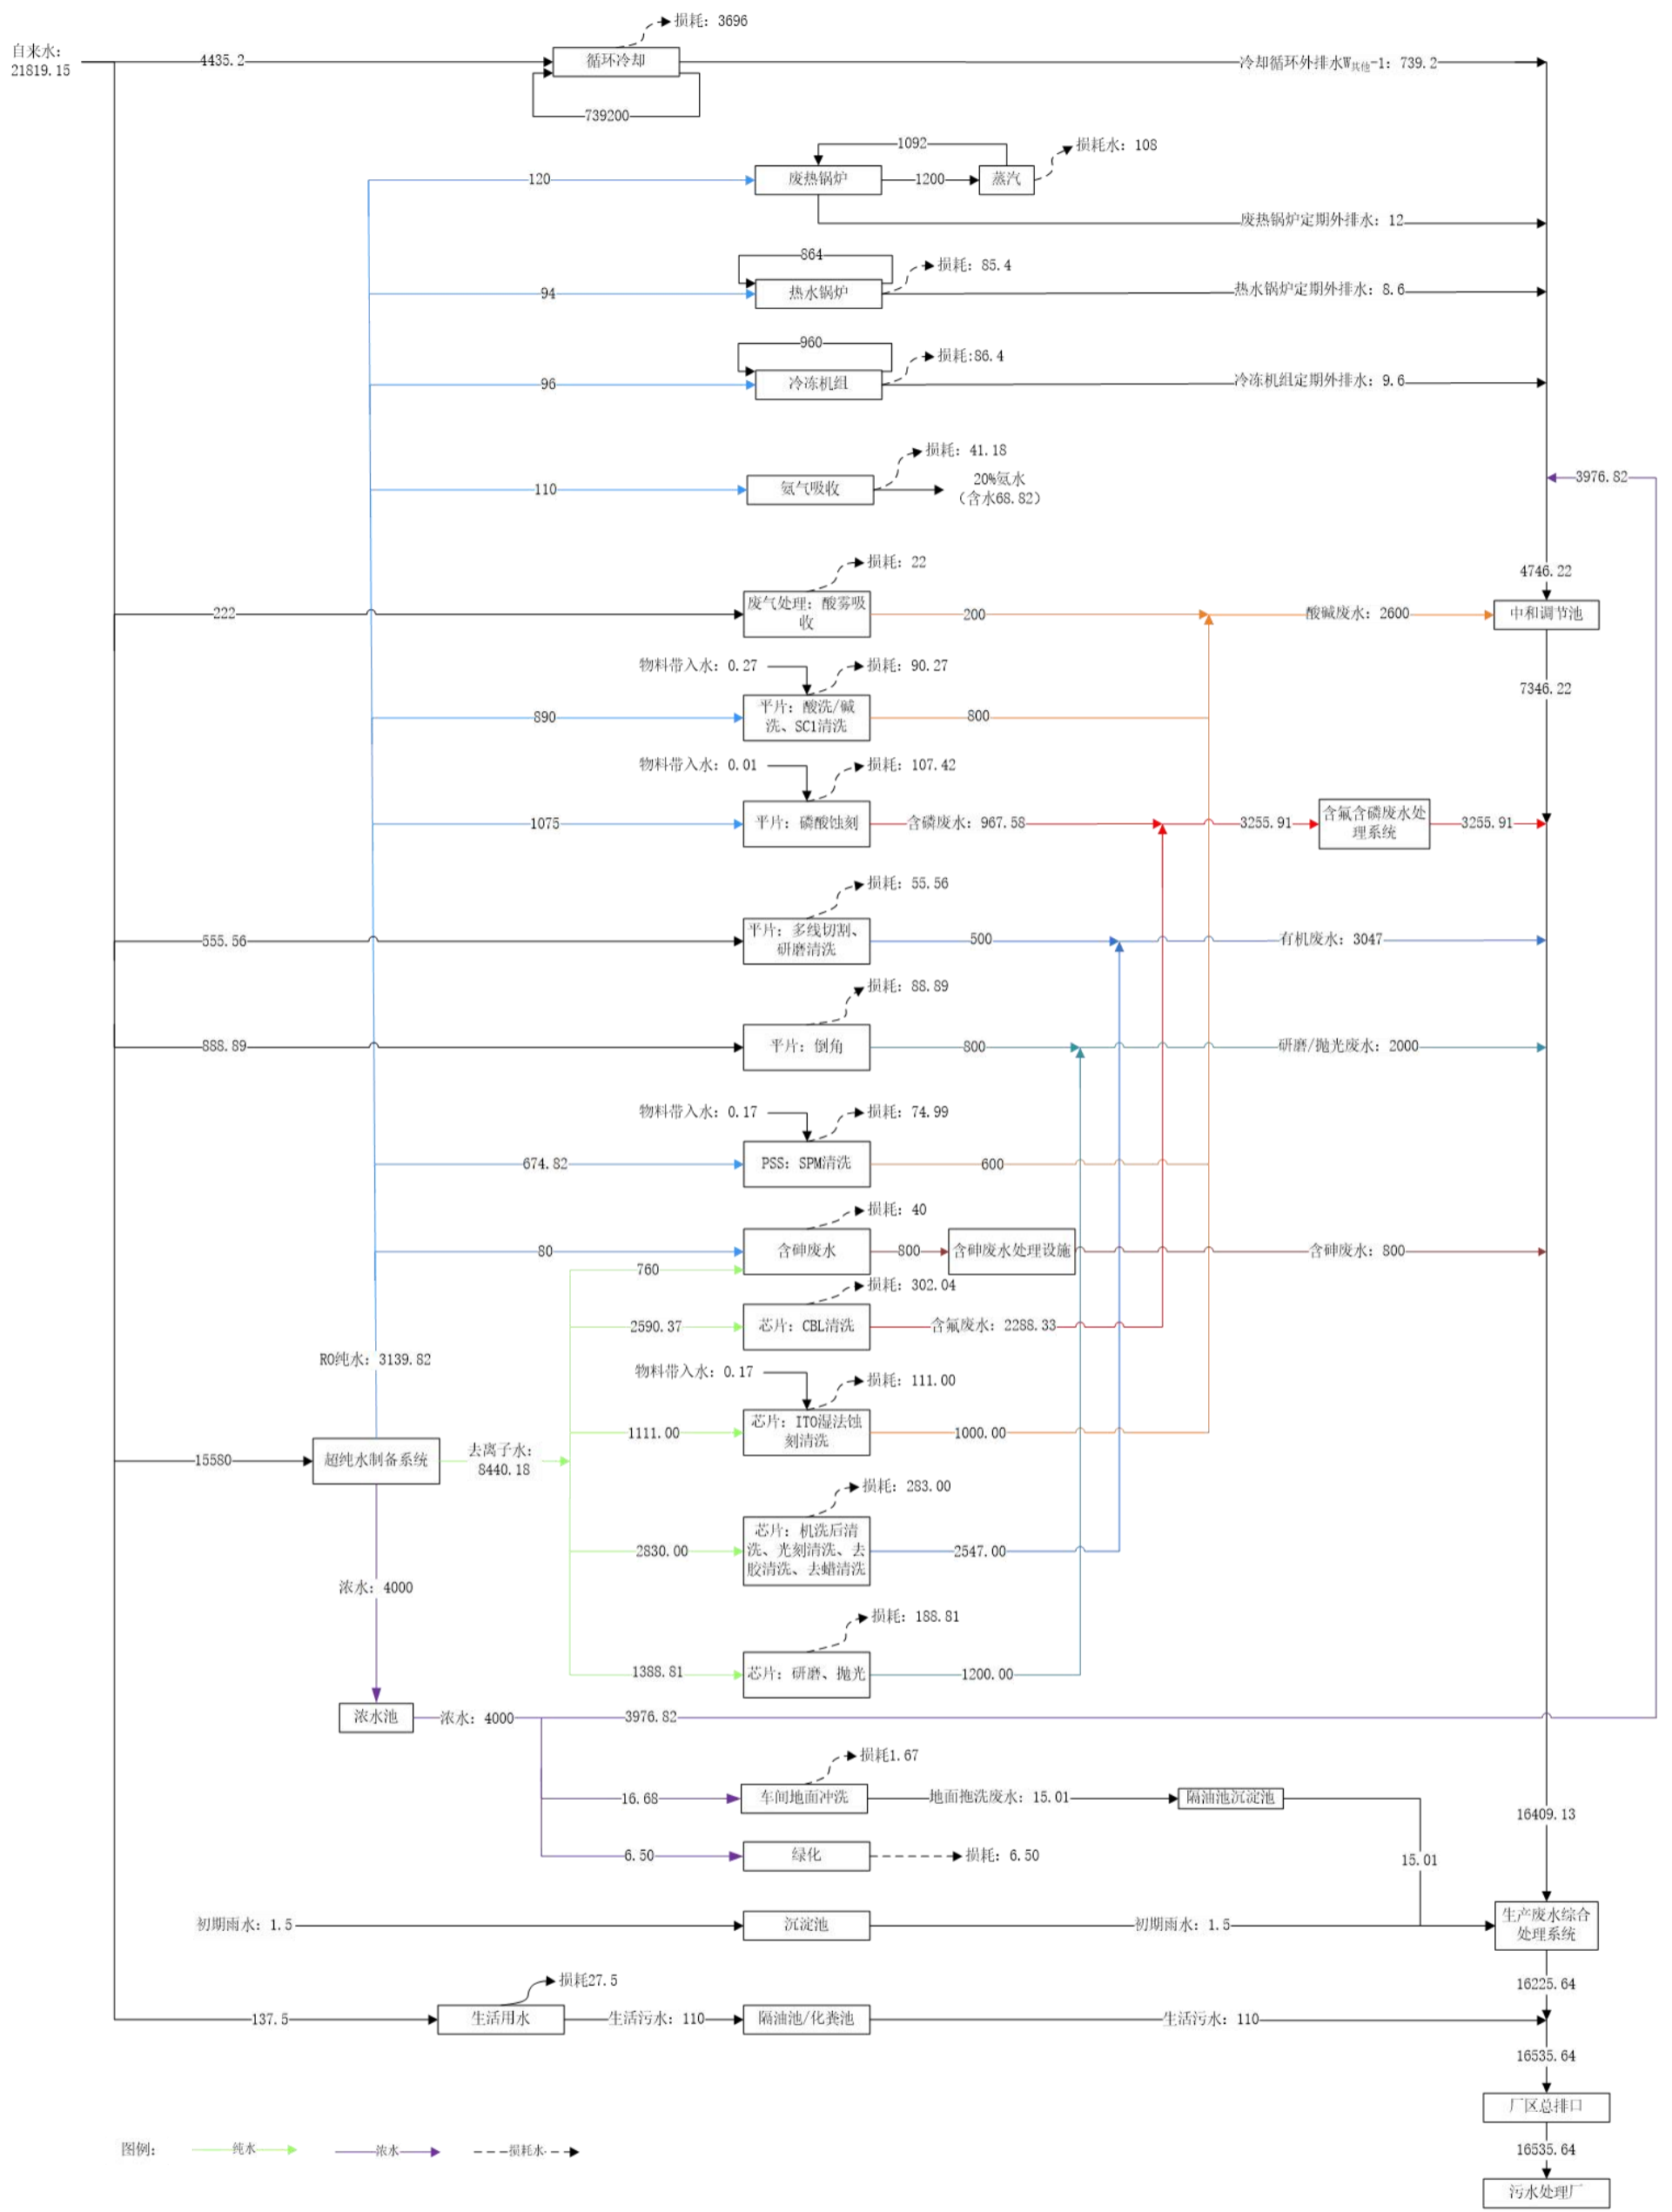 损耗：3696
自来水：
21819.15
4435.2
循环冷却
冷却循环外排水W其他-1：739.2
739200
1092
损耗水：108
120
废热锅炉
1200
蒸汽
废热锅炉定期外排水：12
864
损耗：85.4
94
热水锅炉
热水锅炉定期外排水：8.6
960
损耗:86.4
96
冷冻机组
冷冻机组定期外排水：9.6
损耗：41.18
3976.82
110
氨气吸收
20%氨水
（含水68.82）
损耗：22
4746.22
222
废气处理：酸雾吸
收
200
酸碱废水：2600
中和调节池
物料带入水：0.27
损耗：90.27
7346.22
890
平片：酸洗/碱
洗、SC1清洗
800
物料带入水：0.01
损耗：107.42
1075
平片：磷酸蚀刻
含磷废水：967.58
3255.91
含氟含磷废水处
理系统
3255.91
损耗：55.56
555.56
平片：多线切割、
研磨清洗
500
有机废水：3047
损耗：88.89
888.89
平片：倒角
800
研磨/抛光废水：2000
物料带入水：0.17
损耗：74.99
674.82
PSS：SPM清洗
600
损耗：40
80
含砷废水
800
含砷废水处理设施
含砷废水：800
760
损耗：302.04
2590.37
芯片：CBL清洗
含氟废水：2288.33
RO纯水：3139.82
物料带入水：0.17
损耗：111.00
1111.00
芯片：ITO湿法蚀
刻清洗
1000.00
15580
超纯水制备系统
去离子水：
8440.18
损耗：283.00
2830.00
芯片：机洗后清
洗、光刻清洗、去
胶清洗、去蜡清洗
2547.00
浓水：4000
损耗：188.81
1388.81
芯片：研磨、抛光
1200.00
浓水池
浓水：4000
3976.82
损耗1.67
16.68
车间地面冲洗
地面拖洗废水：15.01
隔油池沉淀池
16409.13
6.50
绿化
损耗：6.50
15.01
初期雨水：1.5
沉淀池
初期雨水：1.5
生产废水综合
处理系统
损耗27.5
16225.64
137.5
生活用水
生活污水：110
隔油池/化粪池
生活污水：110
16535.64
厂区总排口
图例：
纯水
浓水
损耗水
16535.64
污水处理厂